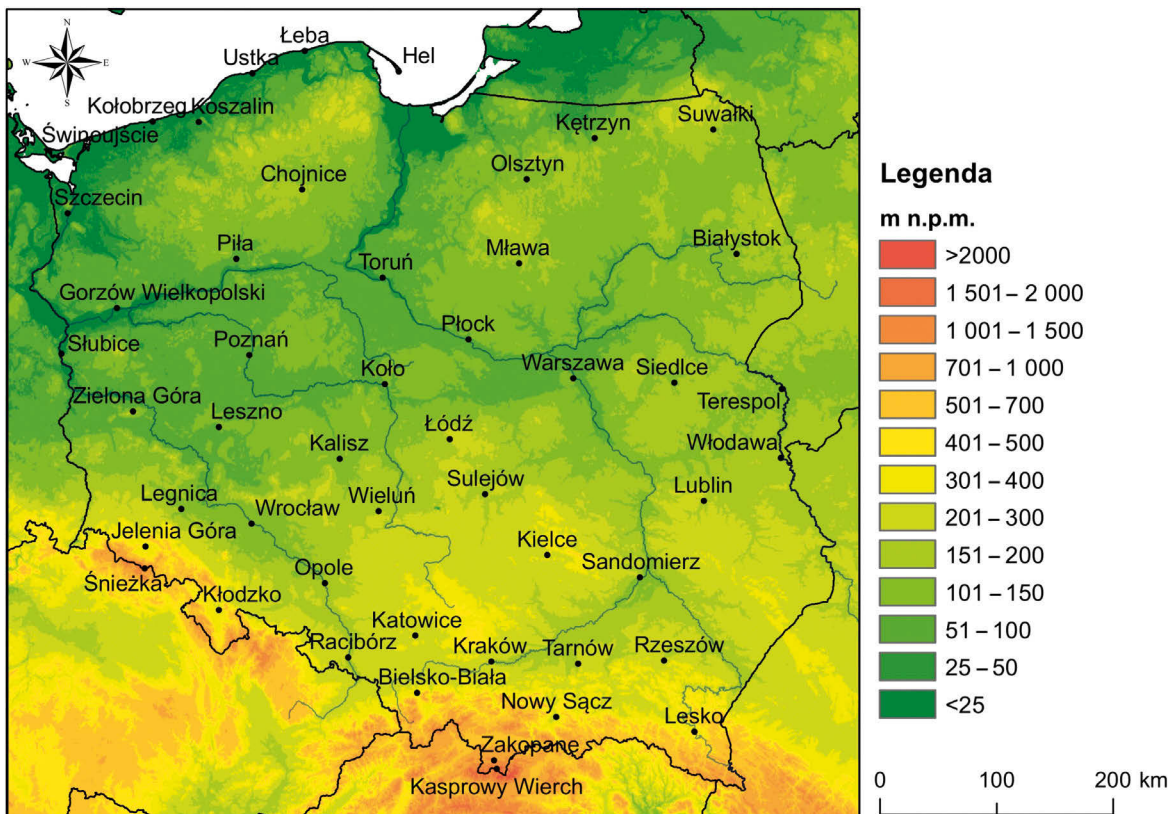 N
W E
S
Łeba
Ustka
Hel
Kołobrzeg Koszalin
Świnoujście
Kętrzyn
Suwałki
Olsztyn
Chojnice
Szczecin
Piła
Mława
Białystok
Toruń
Gorzów Wielkopolski
Płock
Słubice
Poznań
Koło
Warszawa
Siedlce
Zielona Góra
Leszno
Terespol
Łódź
Kalisz
Włodawa
Sulejów
Lublin
Legnica
Wrocław
Wieluń
Jelenia Góra
Kielce
Sandomierz
Śnieżka
Opole
Kłodzko
Katowice
Racibórz
Kraków
Tarnów
Rzeszów
Bielsko-Biała
Nowy Sącz
Lesko
Zakopane
Kasprowy Wierch
Legenda
m n.p.m.
>2000
1 501 – 2 000
1 001 – 1 500
701 – 1 000
501 – 700
401 – 500
301 – 400
201 – 300
151 – 200
101 – 150
51 – 100
25 – 50
<25
0 100 200 km